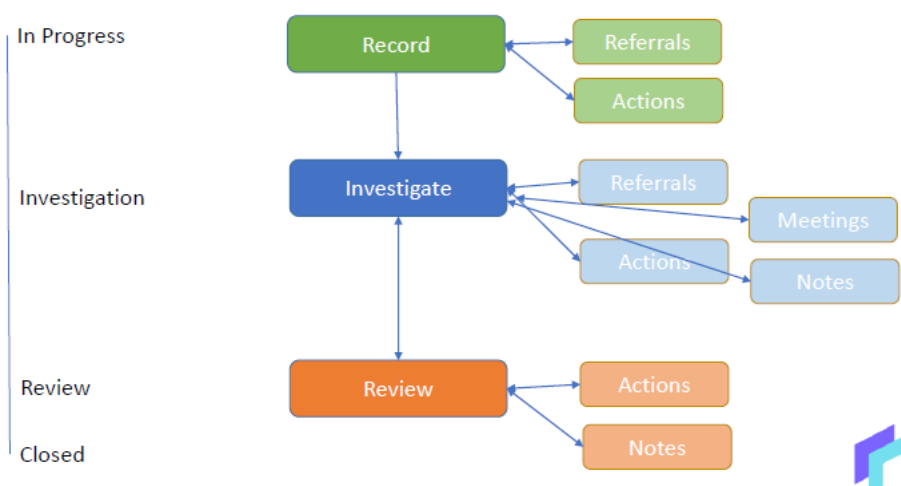 In Progress
Record
Referrals
Actions
Investigation
Investigate
Referrals
Meetings
Actions
Notes
Review
Review
Actions
Notes
Closed